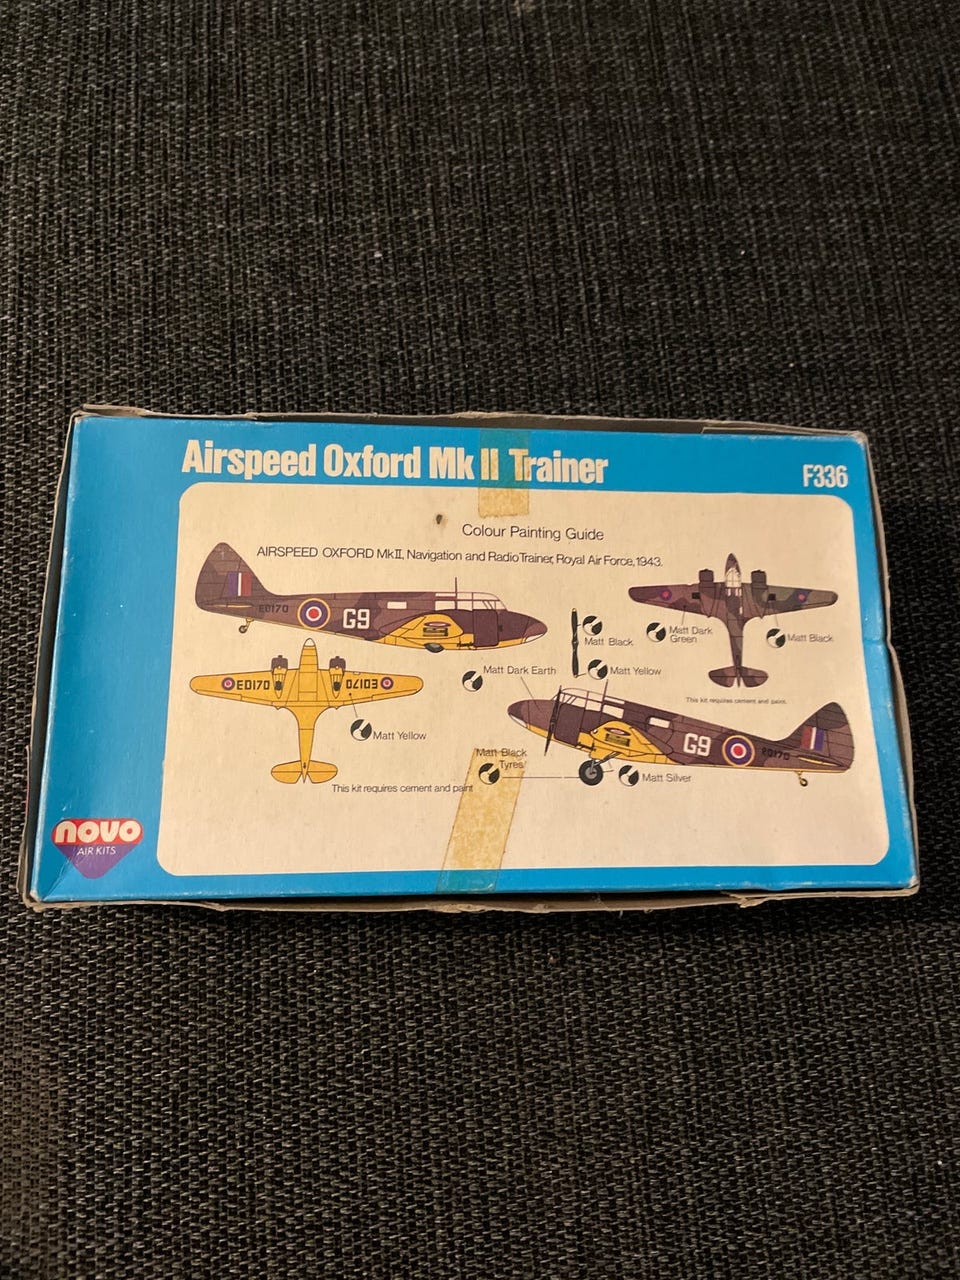 Airspeed Oxford Mk II Trainer
F336
Colour Painting Guide
AIRSPEED OXFORD MkII, Navigation and Radio Trainer, Royal Air Force, 1943.
ED170
G9
Matt Black
Matt Dark
Green
Matt Black
Matt Dark Earth
Matt Yellow
This kit requires cement and paint.
ED170
ED170
Matt Yellow
G9
ED170
Matt Black
Tyres
Matt Silver
This kit requires cement and paint
novo
AIR KITS